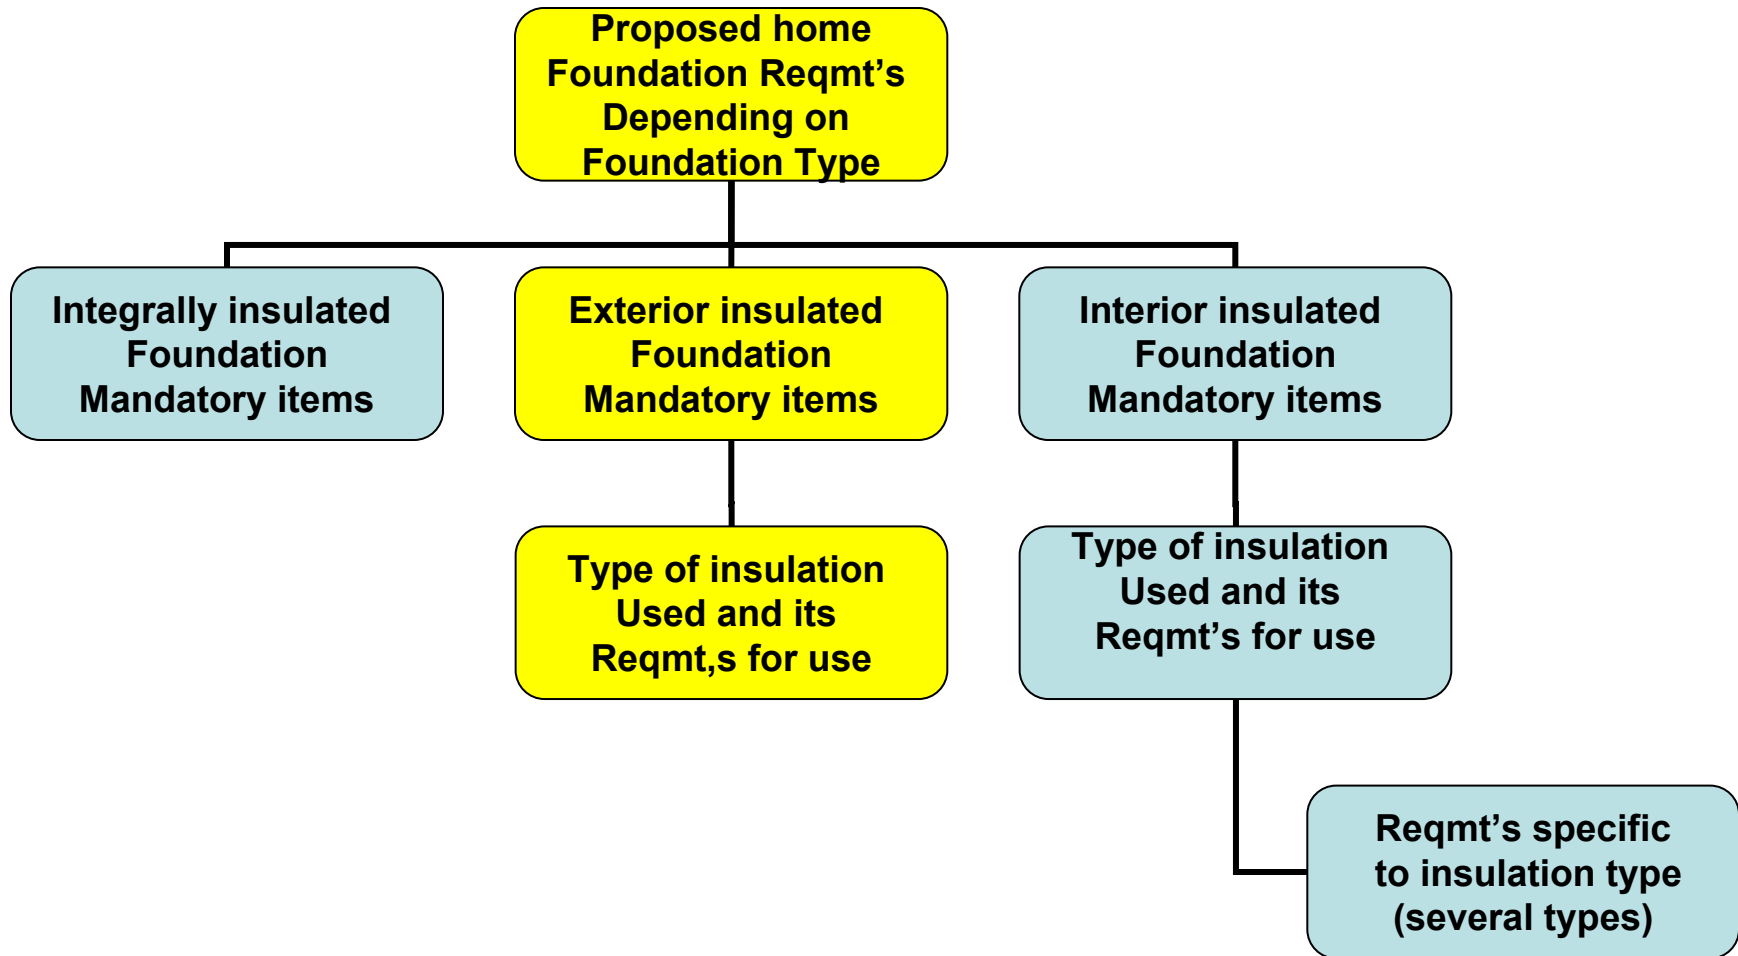 Proposed home
Foundation Reqmt’s
Depending on
Foundation Type
Integrally insulated
Foundation
Mandatory items
Exterior insulated
Foundation
Mandatory items
Interior insulated
Foundation
Mandatory items
Type of insulation
Used and its
Reqmt,s for use
Type of insulation
Used and its
Reqmt’s for use
Reqmt’s specific
to insulation type
(several types)